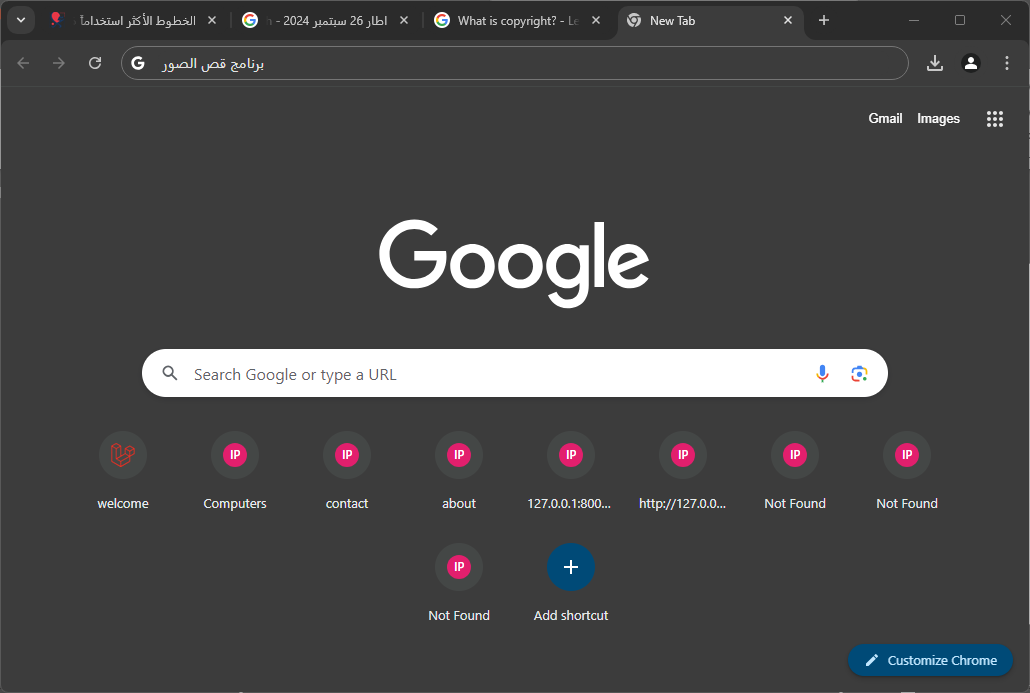 الخطوط الأكثر استخداماً
اطار 26 سبتمبر 2024 -
What is copyright? - Le
New Tab
برنامج قص الصور
Gmail
Images
Google
Search Google or type a URL
IP
IP
IP
IP
IP
IP
IP
welcome
Computers
contact
about
127.0.0.1:800...
http://127.0.0...
Not Found
Not Found
IP
Not Found
Add shortcut
Customize Chrome